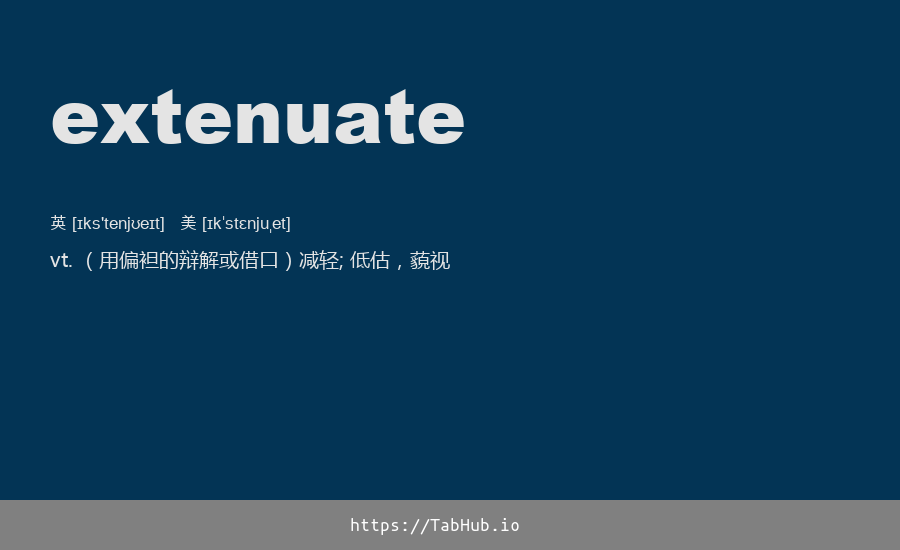 extenuate
英 [ɪks'tenjʊeɪt] 美 [ɪkˈstɛnjuˌet]
vt. （用偏袒的辩解或借口）减轻; 低估，藐视
https://TabHub.io